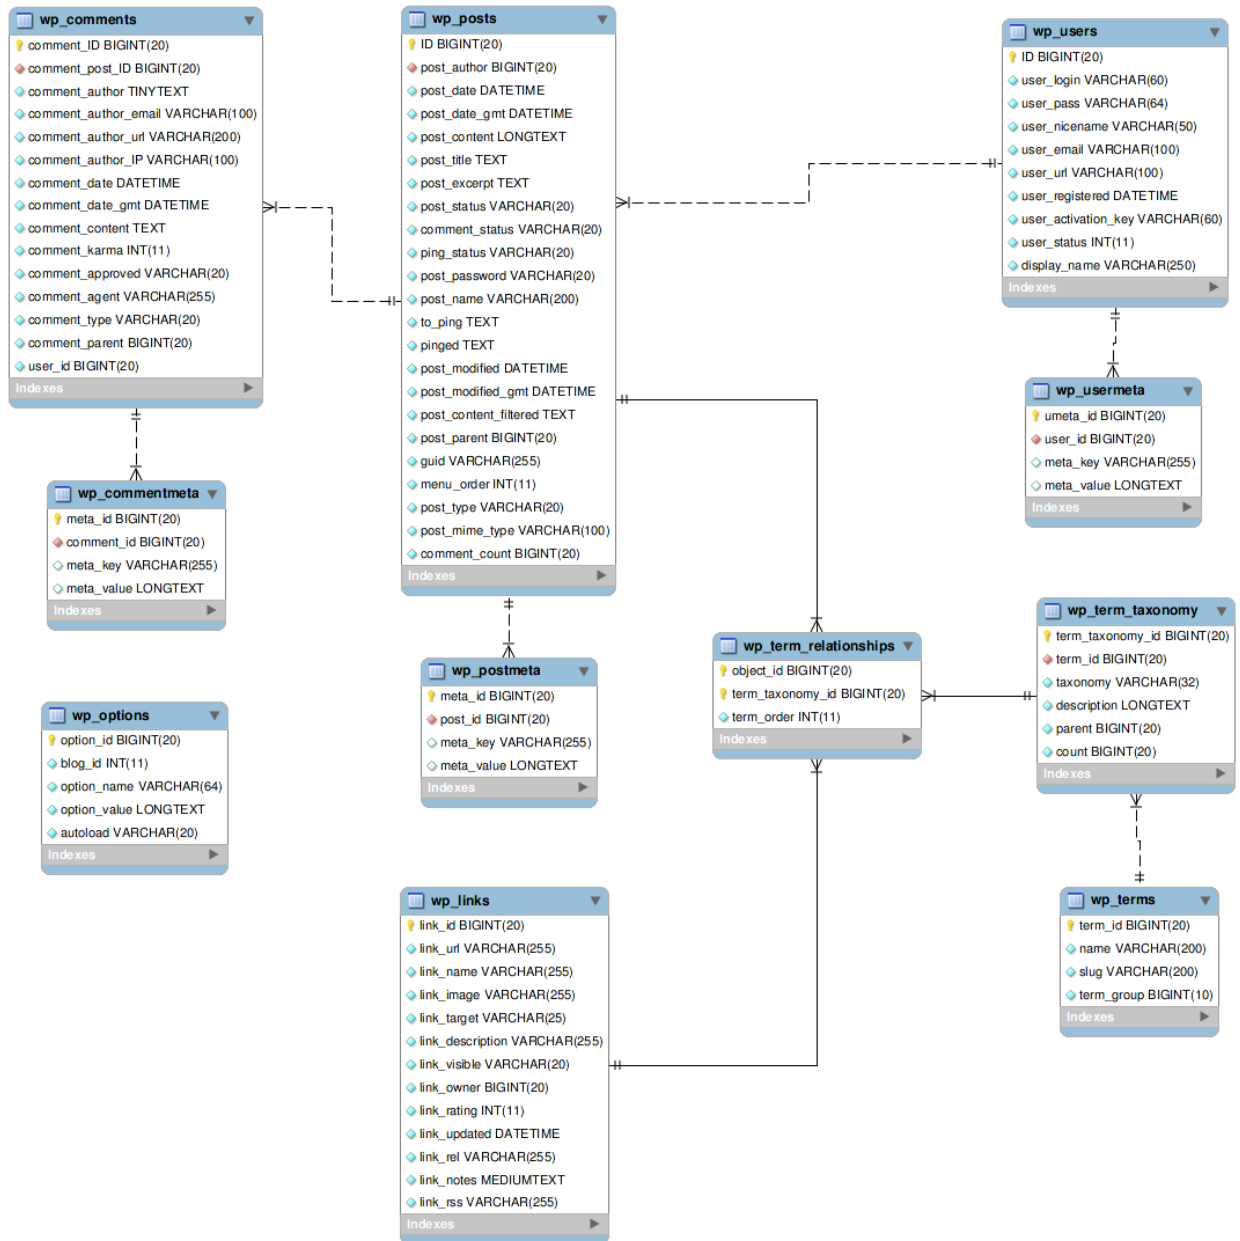 wp_comments
comment_ID BIGINT(20)
comment_post_ID BIGINT(20)
comment_author TINYTEXT
comment_author_email VARCHAR(100)
comment_author_url VARCHAR(200)
comment_author_IP VARCHAR(100)
comment_date DATETIME
comment_date_gmt DATETIME
comment_content TEXT
comment_karma INT(11)
comment_approved VARCHAR(20)
comment_agent VARCHAR(255)
comment_type VARCHAR(20)
comment_parent BIGINT(20)
user_id BIGINT(20)
Indexes
wp_posts
ID BIGINT(20)
post_author BIGINT(20)
post_date DATETIME
post_date_gmt DATETIME
post_content LONGTEXT
post_title TEXT
post_excerpt TEXT
post_status VARCHAR(20)
comment_status VARCHAR(20)
ping_status VARCHAR(20)
post_password VARCHAR(20)
post_name VARCHAR(200)
to_ping TEXT
pinged TEXT
post_modified DATETIME
post_modified_gmt DATETIME
post_content_filtered TEXT
post_parent BIGINT(20)
guid VARCHAR(255)
menu_order INT(11)
post_type VARCHAR(20)
post_mime_type VARCHAR(100)
comment_count BIGINT(20)
Indexes
wp_users
ID BIGINT(20)
user_login VARCHAR(60)
user_pass VARCHAR(64)
user_nicename VARCHAR(50)
user_email VARCHAR(100)
user_url VARCHAR(100)
user_registered DATETIME
user_activation_key VARCHAR(60)
user_status INT(11)
display_name VARCHAR(250)
Indexes
wp_usermeta
umeta_id BIGINT(20)
user_id BIGINT(20)
meta_key VARCHAR(255)
meta_value LONGTEXT
Indexes
wp_commentmeta
meta_id BIGINT(20)
comment_id BIGINT(20)
meta_key VARCHAR(255)
meta_value LONGTEXT
Indexes
wp_postmeta
meta_id BIGINT(20)
post_id BIGINT(20)
meta_key VARCHAR(255)
meta_value LONGTEXT
Indexes
wp_term_relationships
object_id BIGINT(20)
term_taxonomy_id BIGINT(20)
term_order INT(11)
Indexes
wp_term_taxonomy
term_taxonomy_id BIGINT(20)
term_id BIGINT(20)
taxonomy VARCHAR(32)
description LONGTEXT
parent BIGINT(20)
count BIGINT(20)
Indexes
wp_options
option_id BIGINT(20)
blog_id INT(11)
option_name VARCHAR(64)
option_value LONGTEXT
autoload VARCHAR(20)
Indexes
wp_links
link_id BIGINT(20)
link_url VARCHAR(255)
link_name VARCHAR(255)
link_image VARCHAR(255)
link_target VARCHAR(25)
link_description VARCHAR(255)
link_visible VARCHAR(20)
link_owner BIGINT(20)
link_rating INT(11)
link_updated DATETIME
link_rel VARCHAR(255)
link_notes MEDIUMTEXT
link_rss VARCHAR(255)
Indexes
wp_terms
term_id BIGINT(20)
name VARCHAR(200)
slug VARCHAR(200)
term_group BIGINT(10)
Indexes